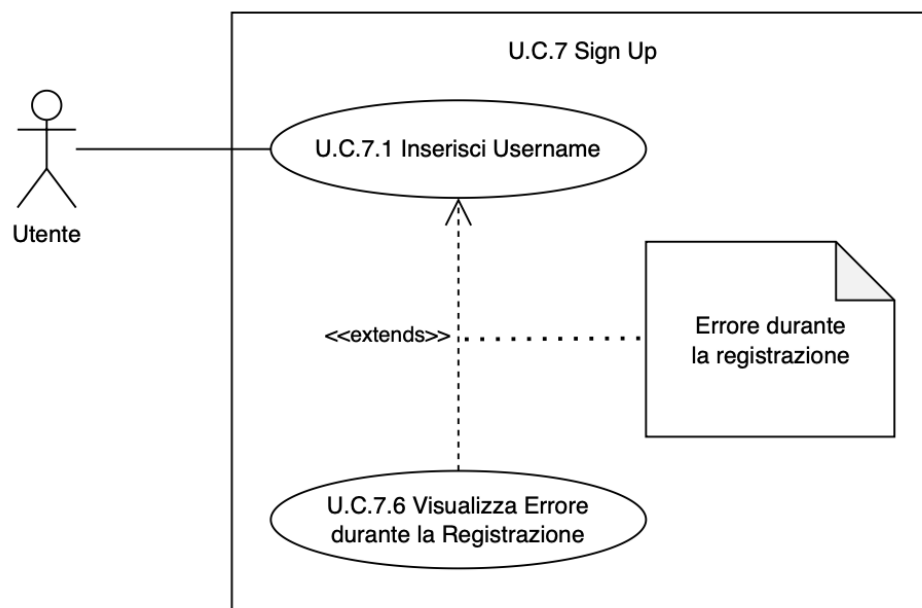 U.C.7 Sign Up
U.C.7.1 Inserisci Username
Utente
<<extends>>
Errore durante
la registrazione
U.C.7.6 Visualizza Errore
durante la Registrazione